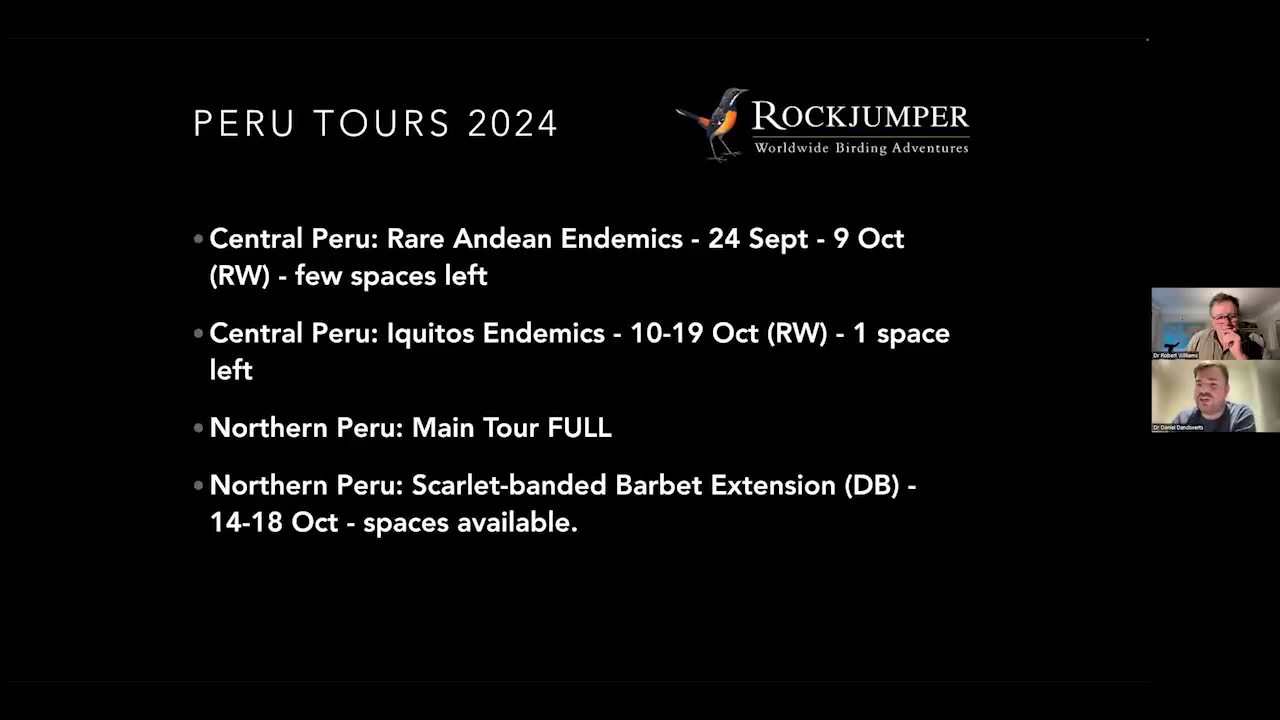 PERU TOURS 2024
ROCKJUMPER
Worldwide Birding Adventures
• Central Peru: Rare Andean Endemics - 24 Sept - 9 Oct
(RW) - few spaces left
• Central Peru: Iquitos Endemics - 10-19 Oct (RW) - 1 space
left
• Northern Peru: Main Tour FULL
• Northern Peru: Scarlet-banded Barbet Extension (DB) -
14-18 Oct - spaces available.
Dr Robert Williams
Dr Daniel